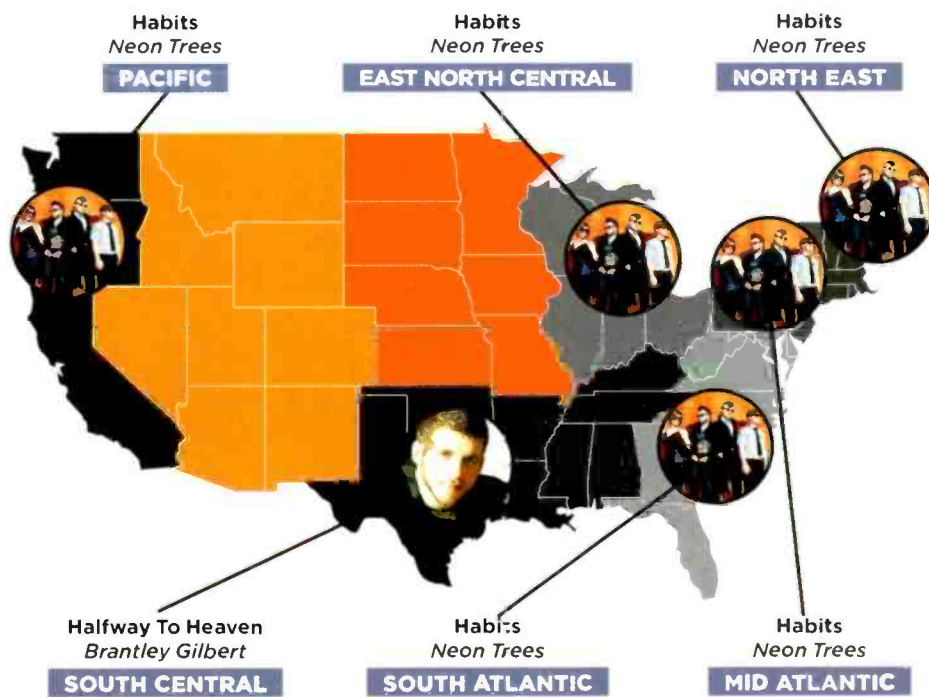 Habits
Neon Trees
PACIFIC
Habits
Neon Trees
EAST NORTH CENTRAL
Habits
Neon Trees
NORTH EAST
Halfway To Heaven
Brantley Gilbert
SOUTH CENTRAL
Habits
Neon Trees
SOUTH ATLANTIC
Habits
Neon Trees
MID ATLANTIC